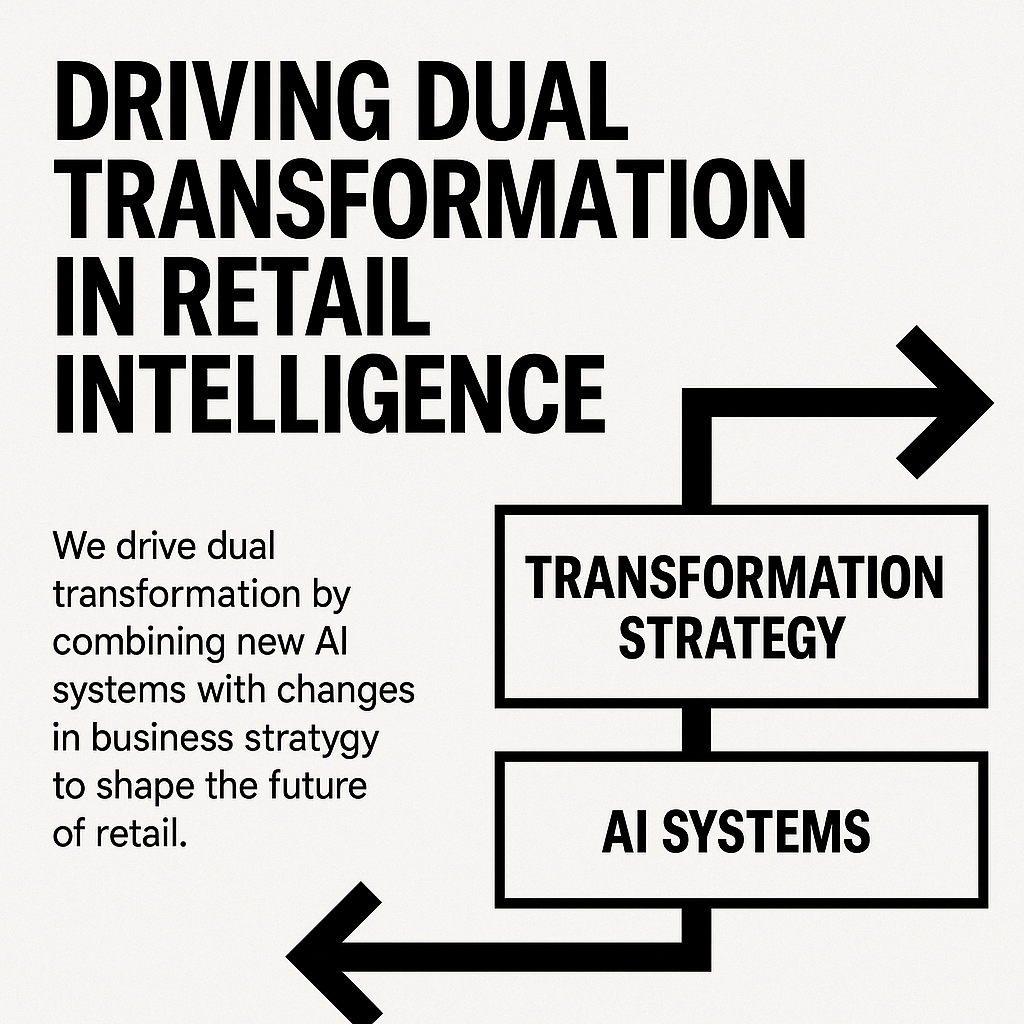 DRIVING DUAL
TRANSFORMATION
IN RETAIL
INTELLIGENCE
We drive dual
transformation by
combining new AI
systems with changes
in business stratygy
to shape the future
of retail.
TRANSFORMATION
STRATEGY
AI SYSTEMS